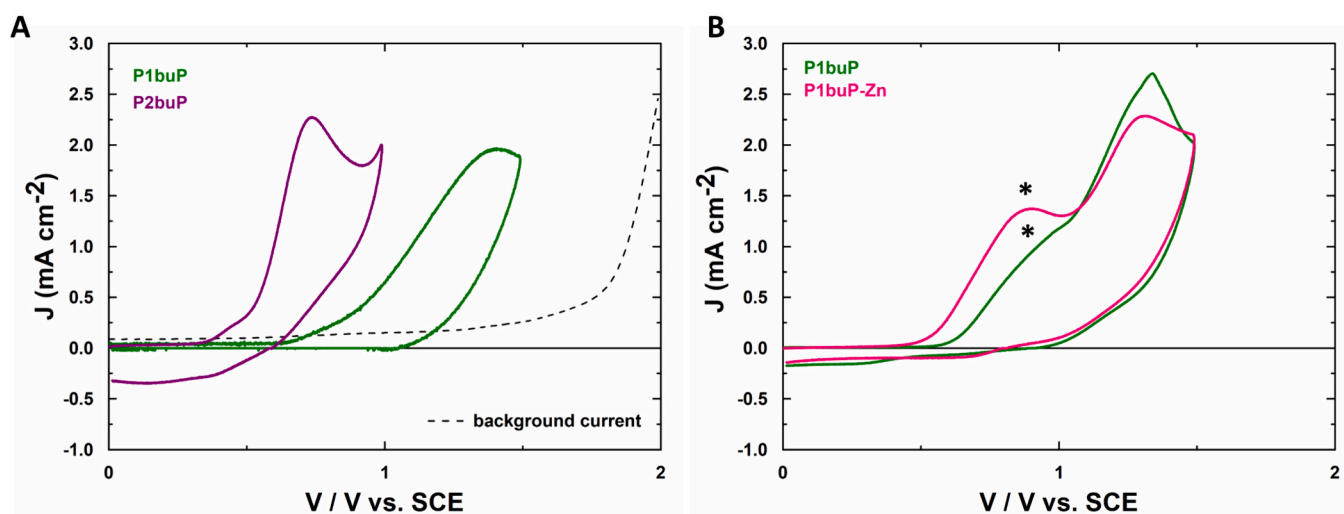 A
3.0
2.5
2.0
1.5
1.0
0.5
0.0
-0.5
-1.0
J (mA cm⁻²)
P1buP
P2buP
--- background current
0
1
2
V / V vs. SCE
B
3.0
2.5
2.0
1.5
1.0
0.5
0.0
-0.5
-1.0
J (mA cm⁻²)
P1buP
P1buP-Zn
*
*
0
1
2
V / V vs. SCE